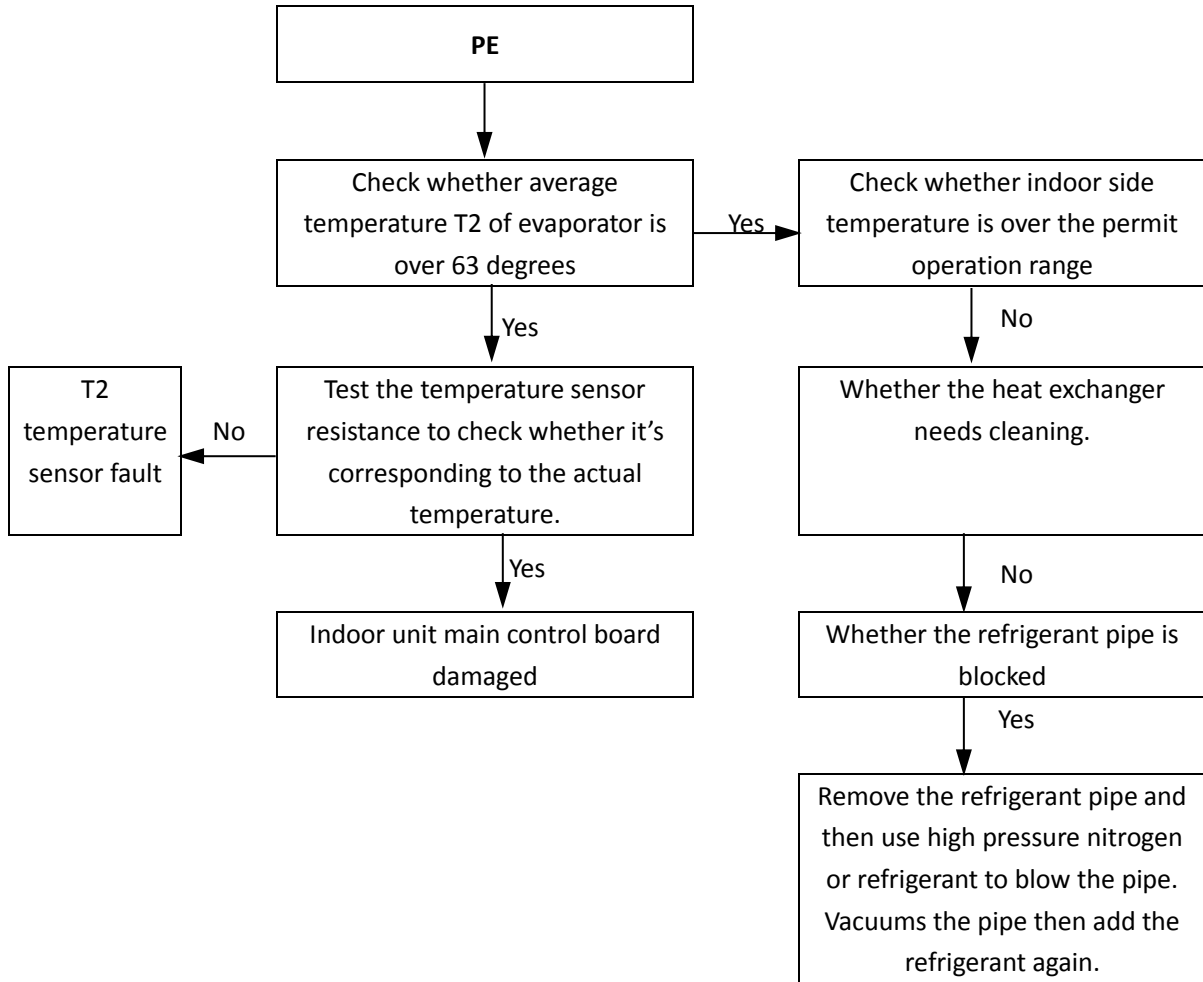 PE
Check whether average
temperature T2 of evaporator is
over 63 degrees
Yes
Check whether indoor side
temperature is over the permit
operation range
Yes
No
T2
temperature
sensor fault
No
Test the temperature sensor
resistance to check whether it's
corresponding to the actual
temperature.
Whether the heat exchanger
needs cleaning.
Yes
No
Indoor unit main control board
damaged
Whether the refrigerant pipe is
blocked
Yes
Remove the refrigerant pipe and
then use high pressure nitrogen
or refrigerant to blow the pipe.
Vacuums the pipe then add the
refrigerant again.